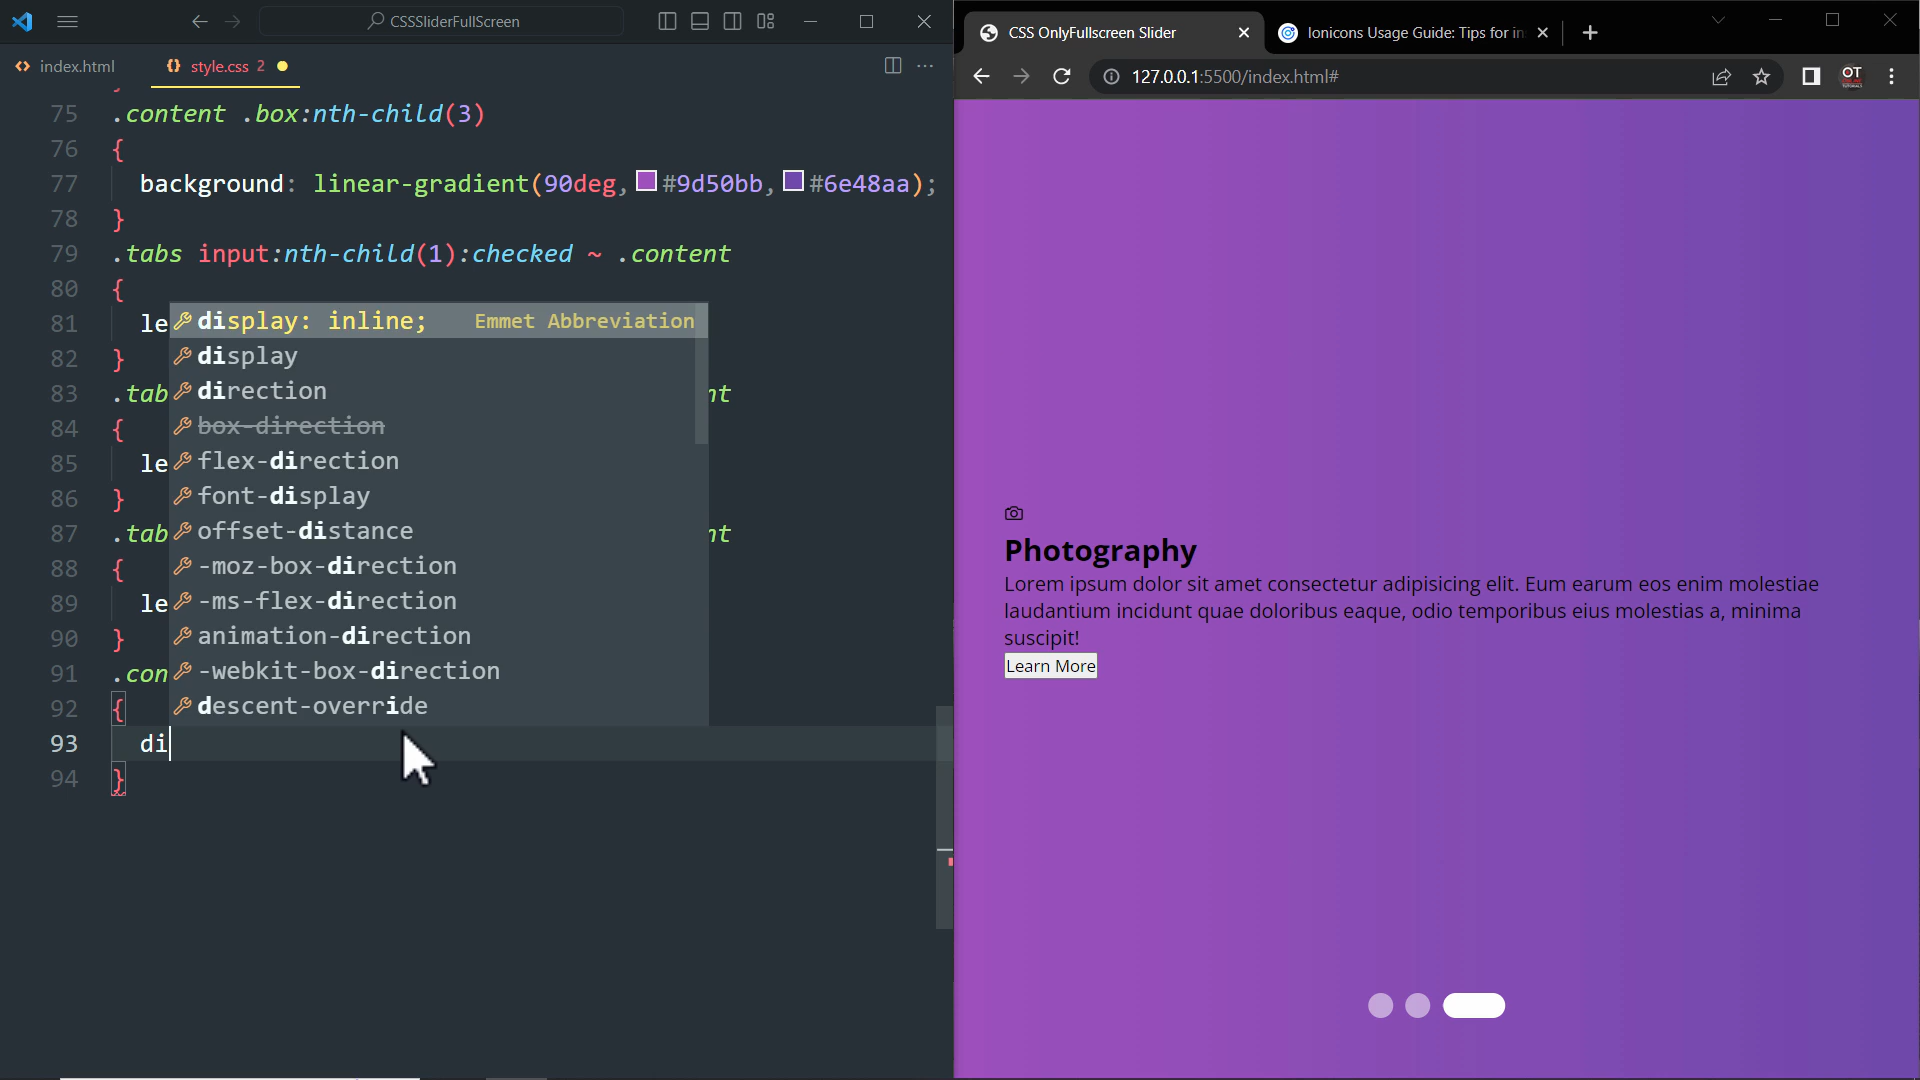 CSSSliderFullScreen
index.html
style.css 2
75 .content .box:nth-child(3)
76 {
77 background: linear-gradient(90deg, #9d50bb, #6e48aa);
78 }
79 .tabs input:nth-child(1):checked ~ .content
80 {
81 le
82 }
83 .tab nt
84 {
85 le
86 }
87 .tab nt
88 {
89 le
90 }
91 .con
92 {
93 di
94 }
display: inline; Emmet Abbreviation
display
direction
box-direction
flex-direction
font-display
offset-distance
-moz-box-direction
-ms-flex-direction
animation-direction
-webkit-box-direction
descent-override
CSS OnlyFullscreen Slider
Ionicons Usage Guide: Tips for in
127.0.0.1:5500/index.html#
OT
Photography
Lorem ipsum dolor sit amet consectetur adipisicing elit. Eum earum eos enim molestiae
laudantium incidunt quae doloribus eaque, odio temporibus eius molestias a, minima
suscipit!
Learn More